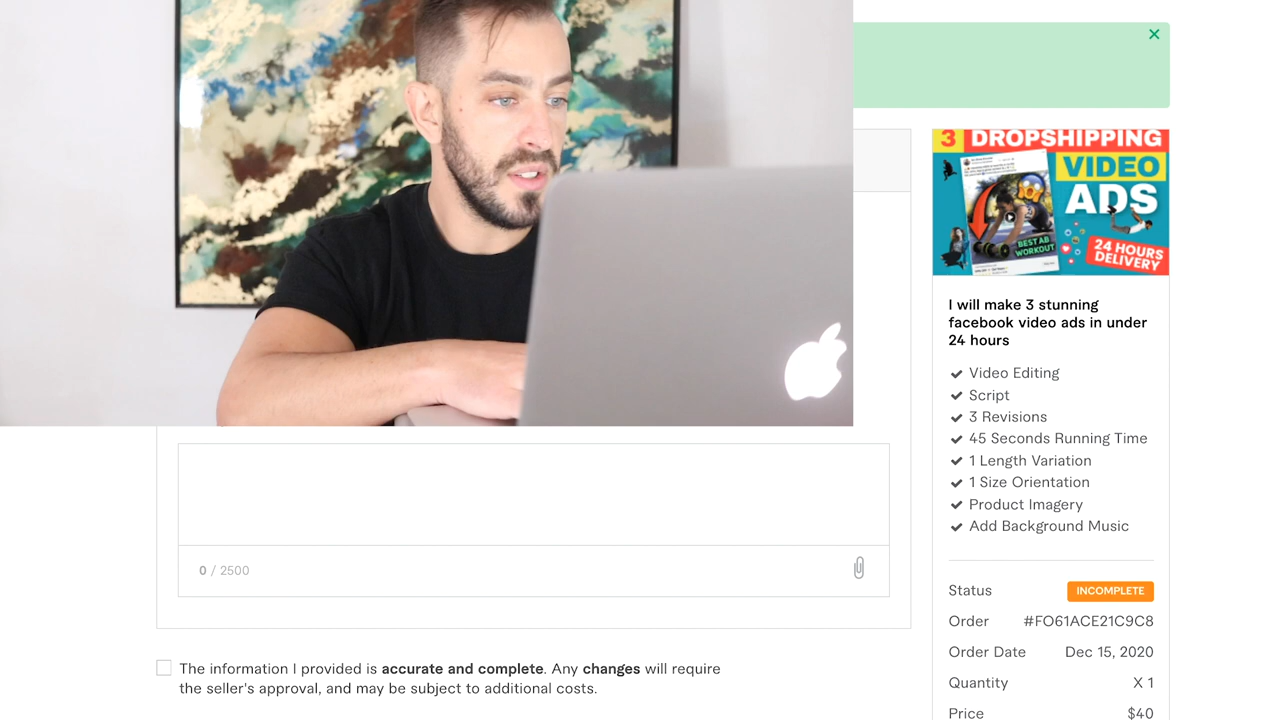 3 DROPSHIPPING
VIDEO
ADS
BEST AB
WORKOUT
24 HOURS
DELIVERY
I will make 3 stunning
facebook video ads in under
24 hours
Video Editing
Script
3 Revisions
45 Seconds Running Time
1 Length Variation
1 Size Orientation
Product Imagery
Add Background Music
0 / 2500
Status INCOMPLETE
Order #FO61ACE21C9C8
Order Date Dec 15, 2020
Quantity X 1
Price $40
The information I provided is accurate and complete. Any changes will require
the seller's approval, and may be subject to additional costs.